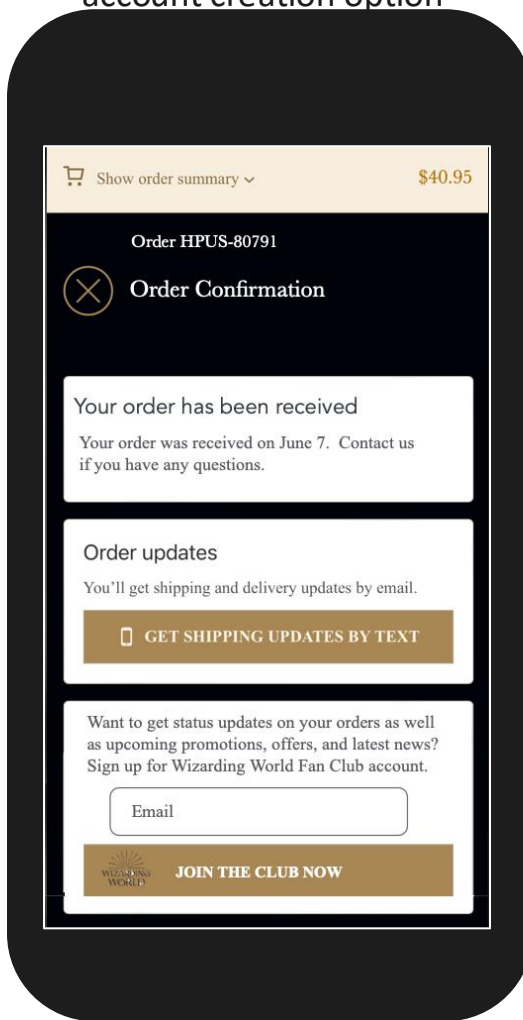 account creation option
Show order summary
$40.95
Order HPUS-80791
Order Confirmation
Your order has been received
Your order was received on June 7.  Contact us
if you have any questions.
Order updates
You’ll get shipping and delivery updates by email.
GET SHIPPING UPDATES BY TEXT
Want to get status updates on your orders as well
as upcoming promotions, offers, and latest news?
Sign up for Wizarding World Fan Club account.
Email
WIZARDING
WORLD
JOIN THE CLUB NOW